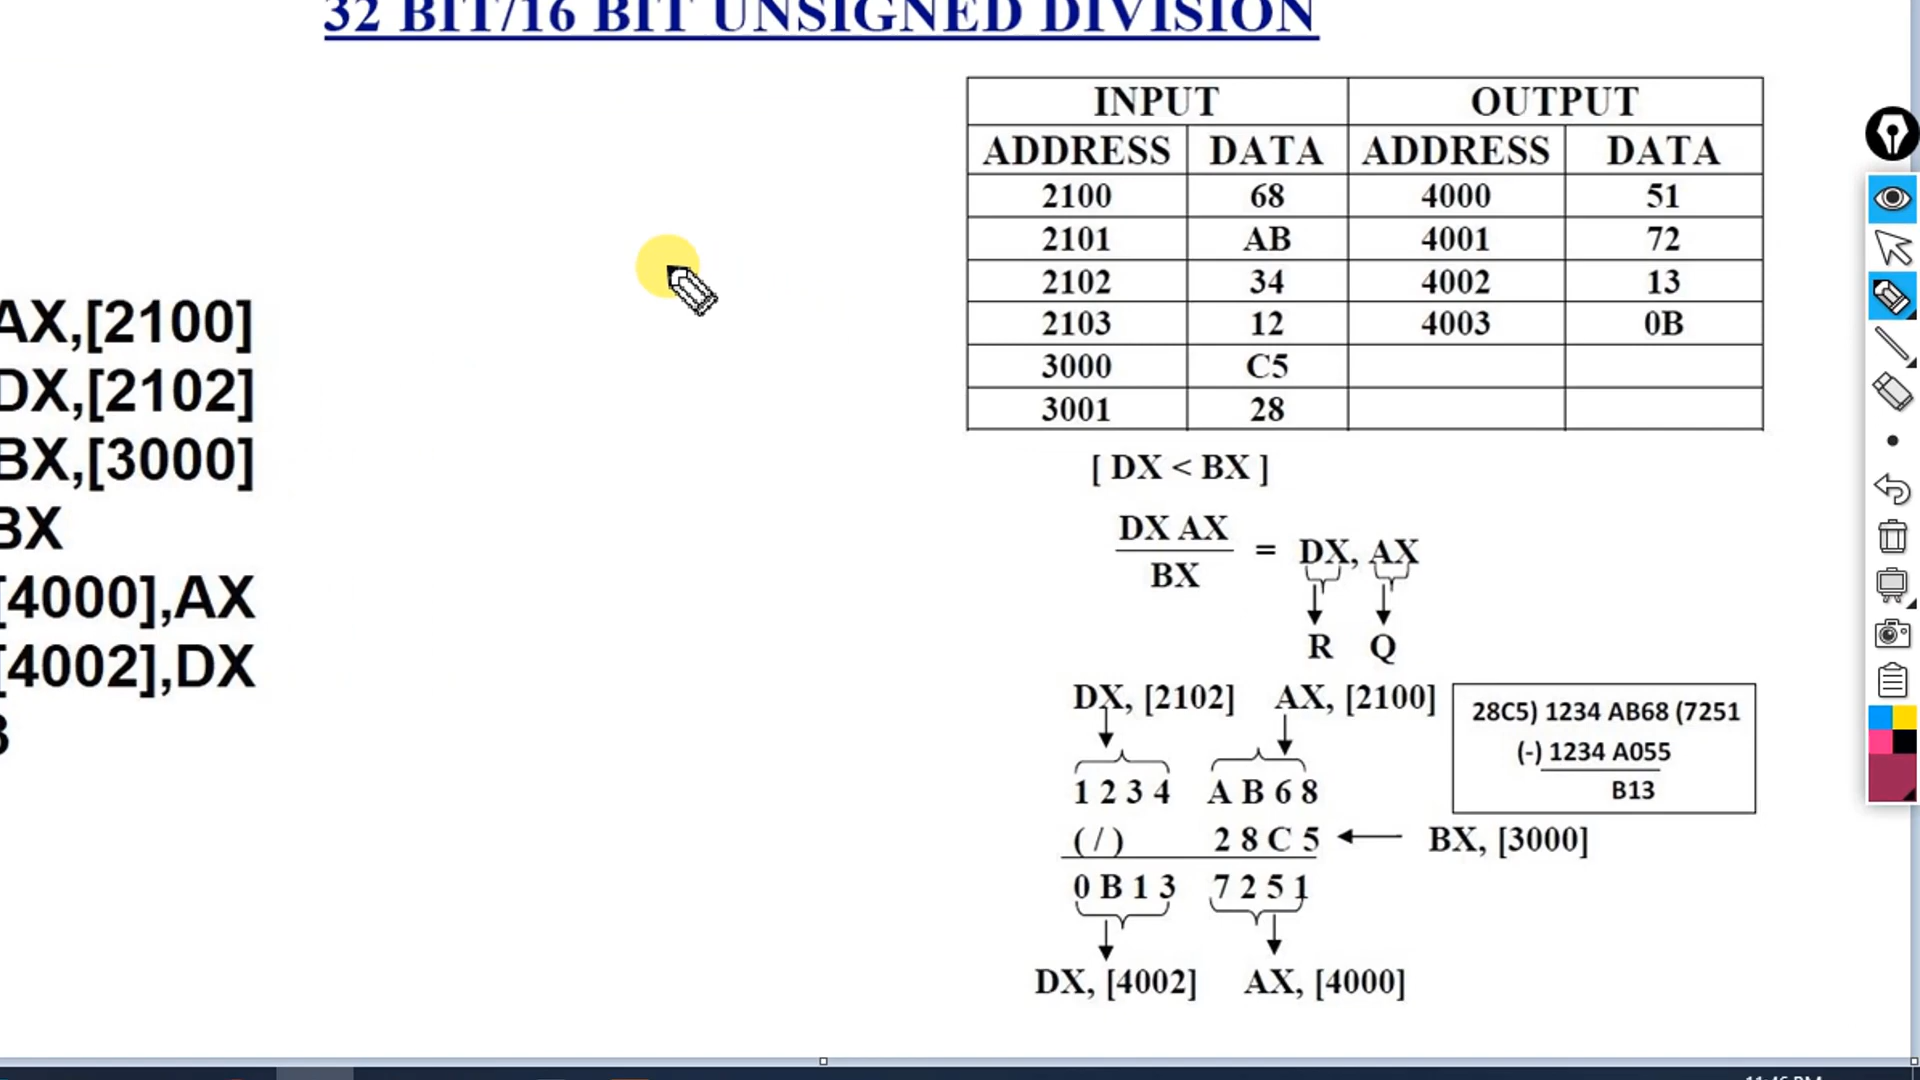 32 BIT/16 BIT UNSIGNED DIVISION
INPUT OUTPUT
ADDRESS DATA ADDRESS DATA
2100 68 4000 51
2101 AB 4001 72
2102 34 4002 13
2103 12 4003 0B
3000 C5
3001 28
AX,[2100]
DX,[2102]
BX,[3000]
BX
[4000],AX
[4002],DX
3
[ DX < BX ]
DX AX
BX
= DX, AX
R Q
DX, [2102] AX, [2100]
1 2 3 4 A B 6 8
( / ) 2 8 C 5 BX, [3000]
0 B 1 3 7 2 5 1
DX, [4002] AX, [4000]
28C5) 1234 AB68 (7251
(-) 1234 A055
B13